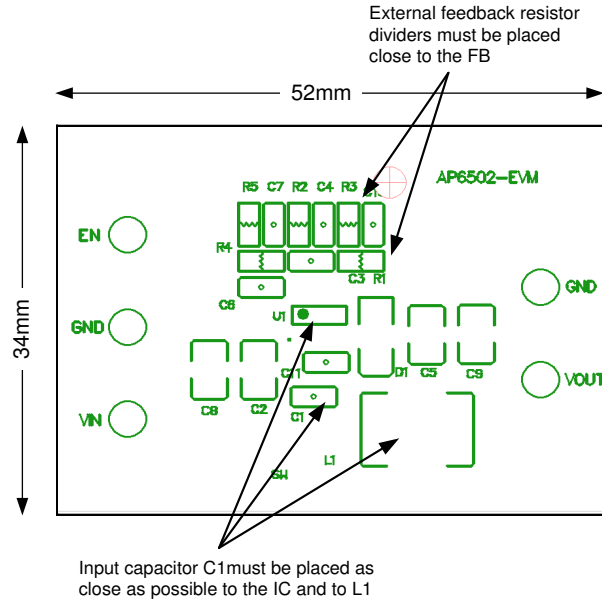 External feedback resistor
dividers must be placed
close to the FB
52mm
34mm
AP6502-EVM
R5 C7 R2 C4 R3
EN
R4
C3 R1
C6
GND
U1
GND
C11
D1 C5 C9
VOUT
C8 C2
C1
VIN
L1
SW
Input capacitor C1must be placed as
close as possible to the IC and to L1